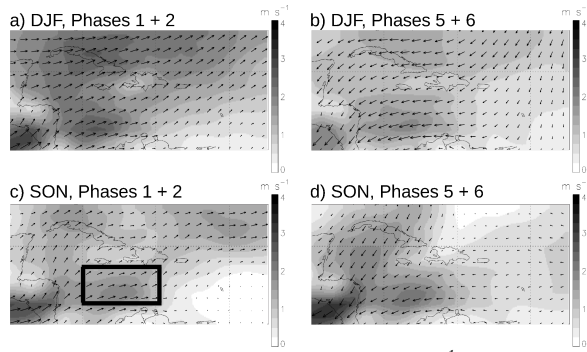 a) DJF, Phases 1 + 2
m s⁻¹
4
3
2
1
0
b) DJF, Phases 5 + 6
m s⁻¹
4
3
2
1
0
c) SON, Phases 1 + 2
m s⁻¹
4
3
2
1
0
d) SON, Phases 5 + 6
m s⁻¹
4
3
2
1
0